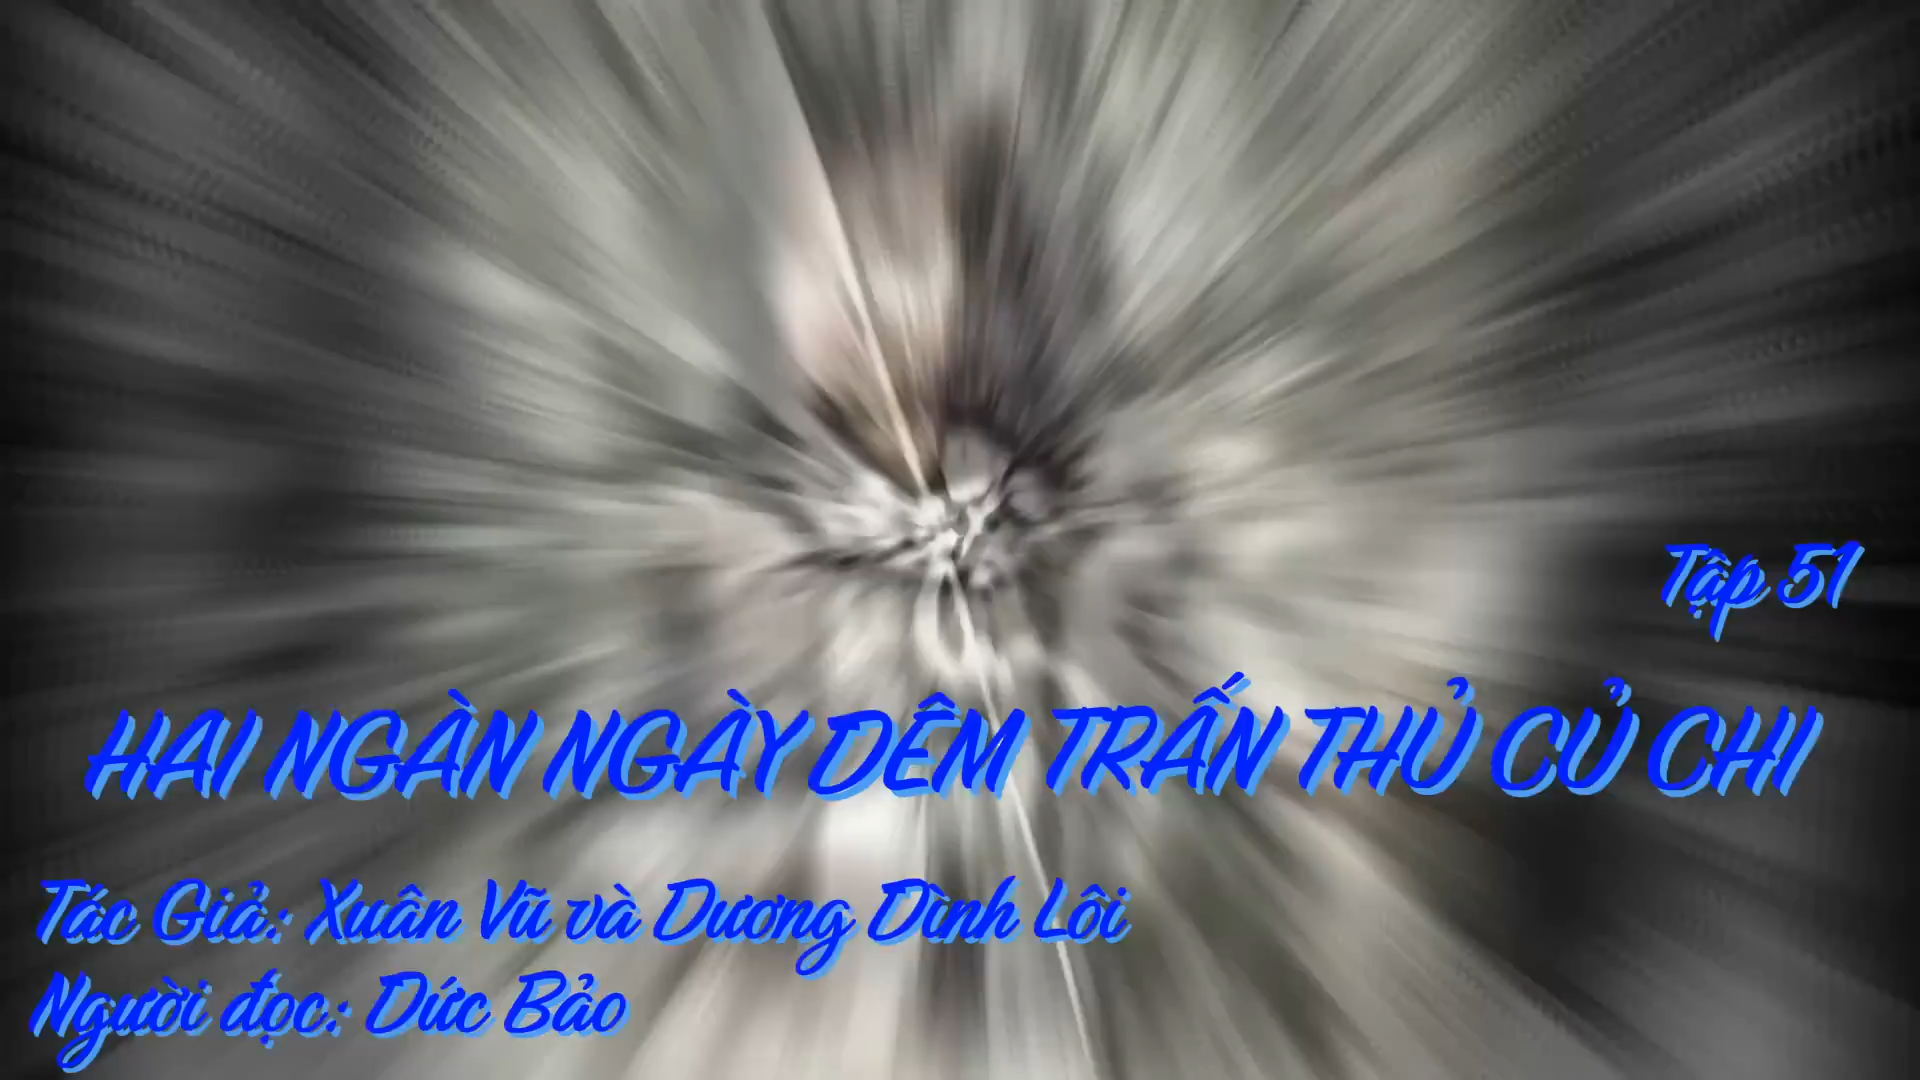 Tập 51
HAI NGÀN NGÀY ĐÊM TRẤN THỦ CỦ CHI
Tác Giả: Xuân Vũ và Dương Đình Lôi
Người đọc: Đức Bảo